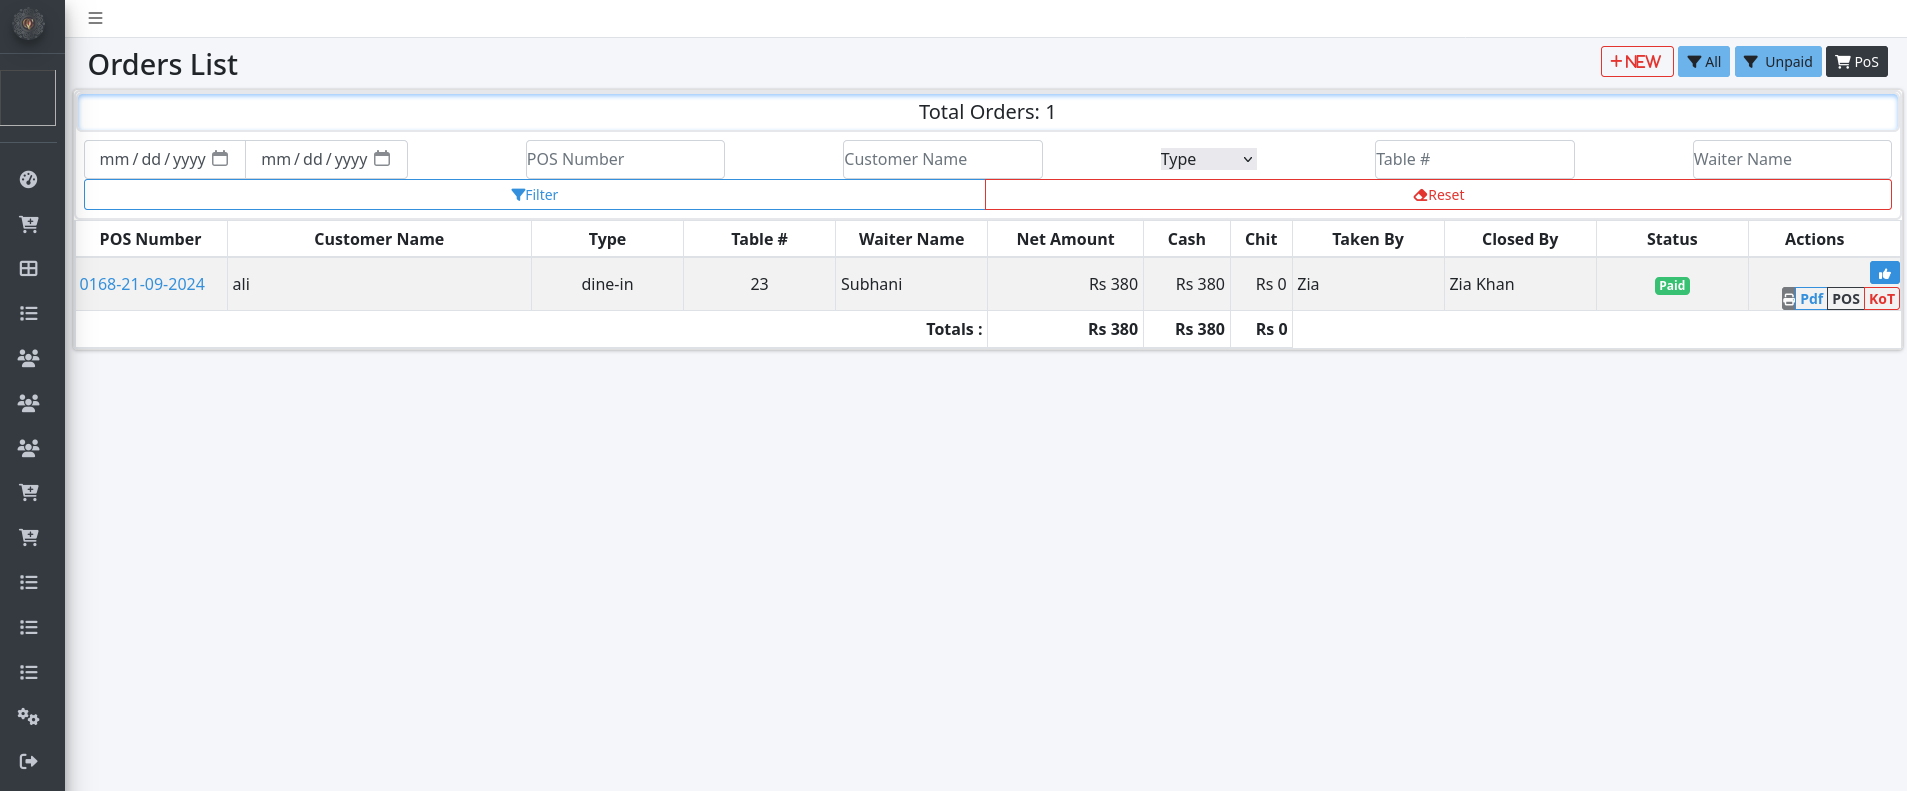 Orders List
NEW All Unpaid PoS
Total Orders: 1
mm/dd/yyyy mm/dd/yyyy POS Number Customer Name Type Table # Waiter Name
Filter Reset
POS Number Customer Name Type Table # Waiter Name Net Amount Cash Chit Taken By Closed By Status Actions
0168-21-09-2024 ali dine-in 23 Subhani Rs 380 Rs 380 Rs 0 Zia Zia Khan Paid
Pdf POS KoT
Totals : Rs 380 Rs 380 Rs 0